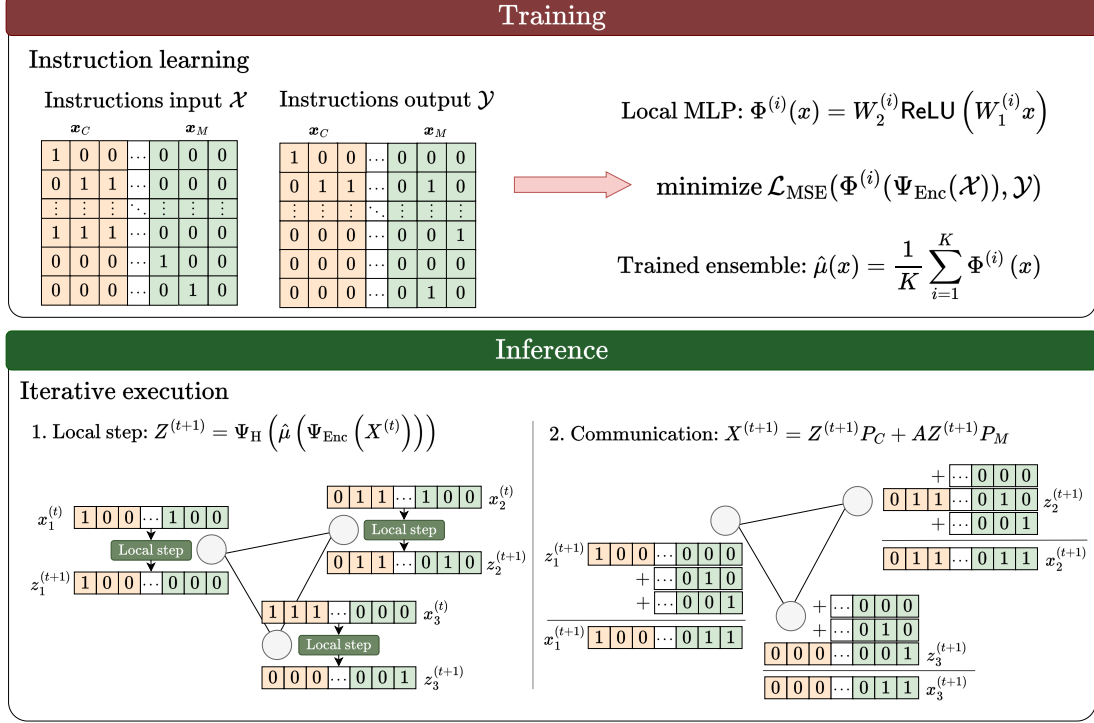 Training
Instruction learning
Instructions input 𝒳
Instructions output 𝒴
x_C x_M
1 0 0 ... 0 0 0
0 1 1 ... 0 0 0
⋮ ⋮ ⋮ ⋱ ⋮ ⋮ ⋮
1 1 1 ... 0 0 0
0 0 0 ... 1 0 0
0 0 0 ... 0 1 0
x_C x_M
1 0 0 ... 0 0 0
0 1 1 ... 0 1 0
⋮ ⋮ ⋮ ⋱ ⋮ ⋮ ⋮
0 0 0 ... 0 0 1
0 0 0 ... 0 0 0
0 0 0 ... 0 1 0
Local MLP: Φ^{(i)}(x) = W_2^{(i)} ReLU (W_1^{(i)} x)
minimize ℒ_MSE(Φ^{(i)}(Ψ_Enc(𝒳)), 𝒴)
Trained ensemble: μ̂(x) = \frac{1}{K} \sum_{i=1}^{K} Φ^{(i)} (x)
Inference
Iterative execution
1. Local step: Z^{(t+1)} = Ψ_H (μ̂ (Ψ_Enc (X^{(t)})))
x_1^{(t)} 1 0 0 ... 1 0 0
Local step
z_1^{(t+1)} 1 0 0 ... 0 0 0
0 1 1 ... 1 0 0 x_2^{(t)}
Local step
0 1 1 ... 0 1 0 z_2^{(t+1)}
1 1 1 ... 0 0 0 x_3^{(t)}
Local step
0 0 0 ... 0 0 1 z_3^{(t+1)}
2. Communication: X^{(t+1)} = Z^{(t+1)} P_C + A Z^{(t+1)} P_M
z_1^{(t+1)} 1 0 0 ... 0 0 0
+ ... 0 1 0
+ ... 0 0 1
x_1^{(t+1)} 1 0 0 ... 0 1 1
+ ... 0 0 0
0 1 1 ... 0 1 0 z_2^{(t+1)}
+ ... 0 0 1
0 1 1 ... 0 1 1 x_2^{(t+1)}
+ ... 0 0 0
+ ... 0 1 0
0 0 0 ... 0 0 1 z_3^{(t+1)}
0 0 0 ... 0 1 1 x_3^{(t+1)}